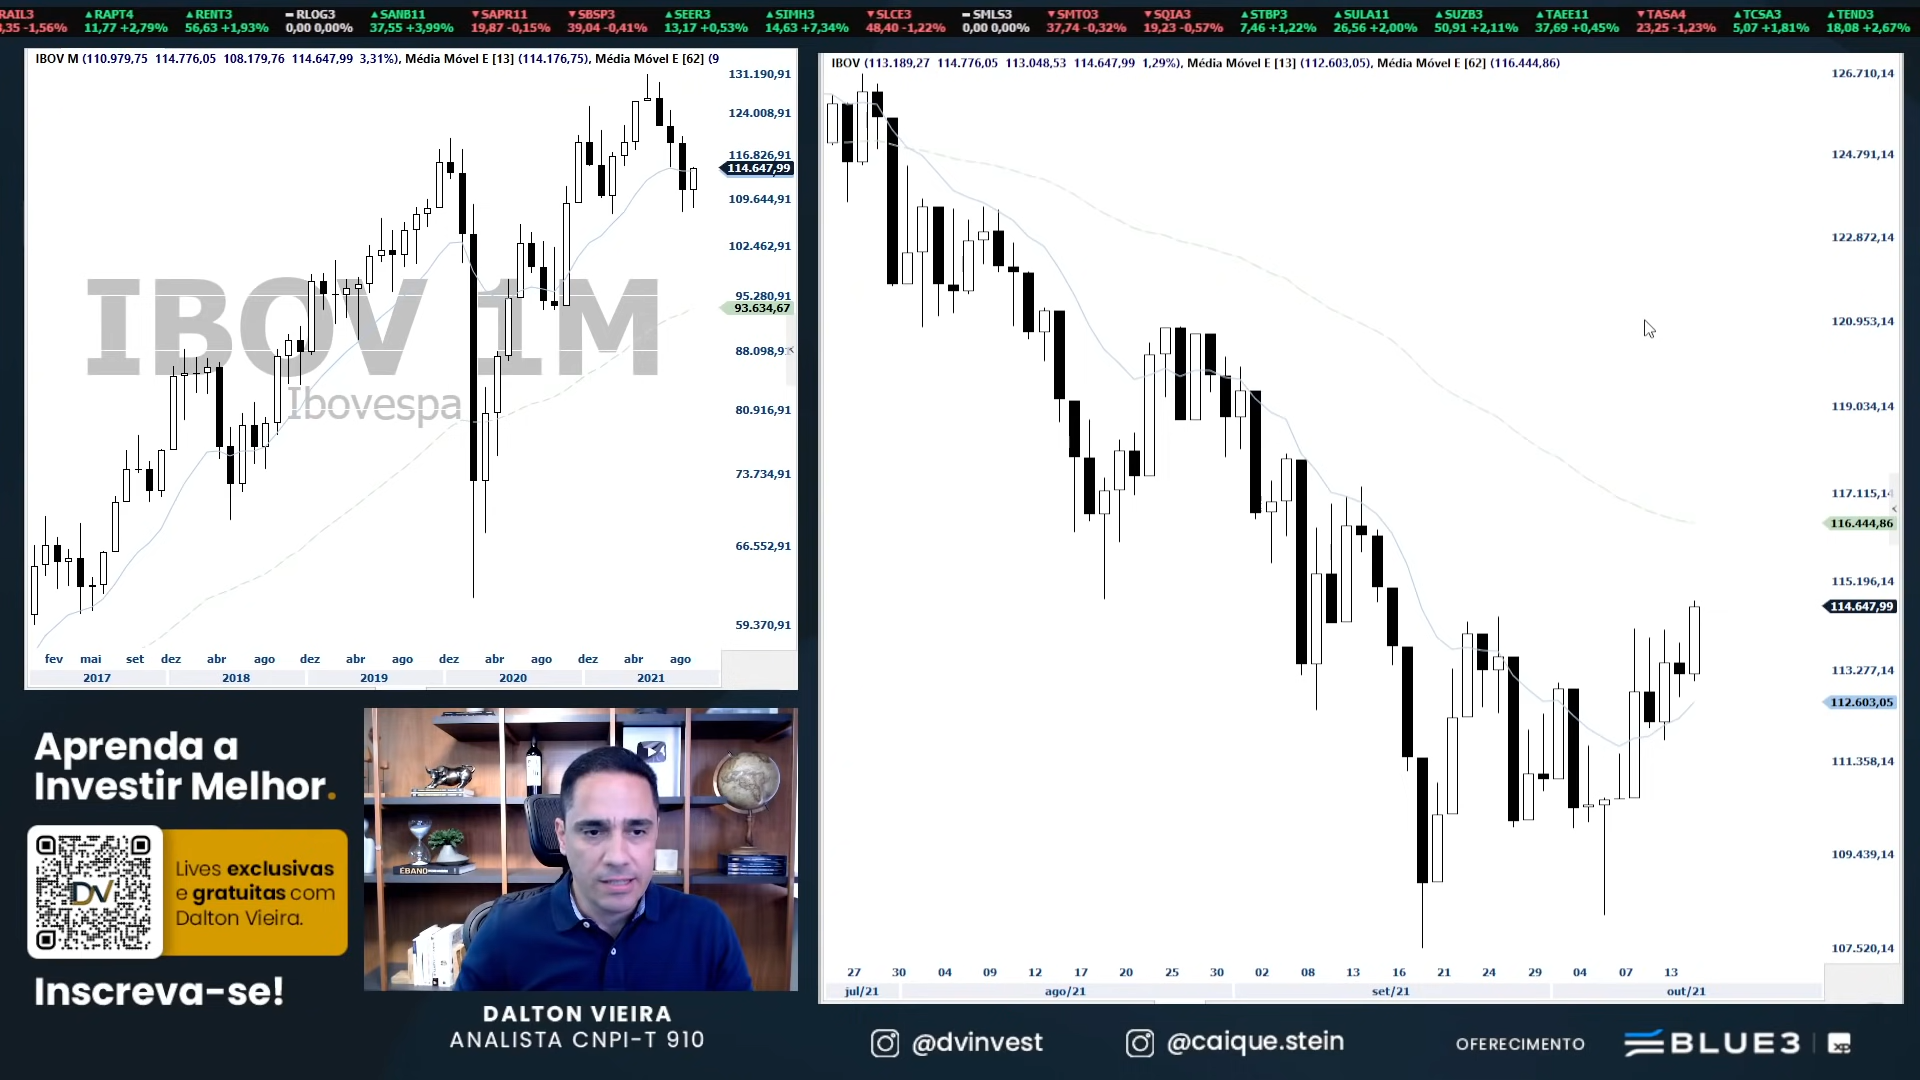 RAIL3 ▲RAPT4 ▲RENT3 ━RLOG3 ▲SANB11 ▼SAPR11 ▼SBSP3 ▲SEER3 ▲SIMH3 ▼SLCE3 ━SMLS3 ▼SMTO3 ▼SQIA3 ▲STBP3 ▲SULA11 ▲SUZB3 ▲TAEE11 ▼TASA4 ▲TCSA3 ▲TEND3
,35 -1,56% 11,77 +2,79% 56,63 +1,93% 0,00 0,00% 37,55 +3,99% 19,87 -0,15% 39,04 -0,41% 13,17 +0,53% 14,63 +7,34% 48,40 -1,22% 0,00 0,00% 37,74 -0,32% 19,23 -0,57% 7,46 +1,22% 26,56 +2,00% 50,91 +2,11% 37,69 +0,45% 23,25 -1,23% 5,07 +1,81% 18,08 +2,67%
IBOV M (110.979,75 114.776,05 108.179,76 114.647,99 3,31%), Média Móvel E [13] (114.176,75), Média Móvel E [62] (9
131.190,91
124.008,91
116.826,91
114.647,99
109.644,91
102.462,91
95.280,91
93.634,67
88.098,91
80.916,91
73.734,91
66.552,91
59.370,91
IBOV 1M
Ibovespa
fev mai set dez abr ago dez abr ago dez abr ago dez abr ago
2017 2018 2019 2020 2021
IBOV (113.189,27 114.776,05 113.048,53 114.647,99 1,29%), Média Móvel E [13] (112.603,05), Média Móvel E [62] (116.444,86)
126.710,14
124.791,14
122.872,14
120.953,14
119.034,14
117.115,14
116.444,86
115.196,14
114.647,99
113.277,14
112.603,05
111.358,14
109.439,14
107.520,14
27 30 04 09 12 17 20 25 30 02 08 13 16 21 24 29 04 07 13
jul/21 ago/21 set/21 out/21
Aprenda a
Investir Melhor.
DV
Lives exclusivas
e gratuitas com
Dalton Vieira.
Inscreva-se!
ÉBANO
DALTON VIEIRA
ANALISTA CNPI-T 910
@dvinvest
@caique.stein
OFERECIMENTO
BLUE3
xp